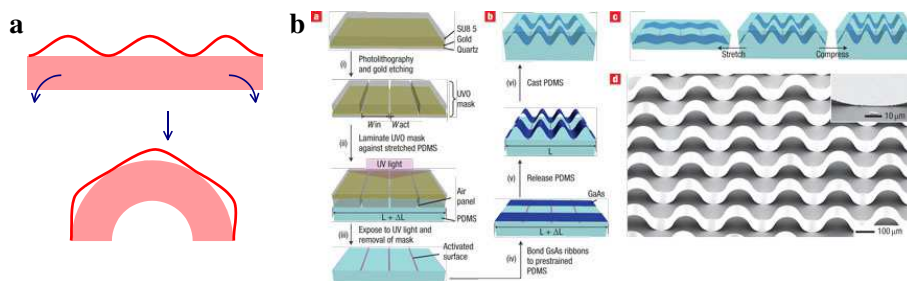 a
b
a
SU8 5
Gold
Quartz
(i)
Photolithography
and gold etching
UVO
mask
Win
Wact
(ii)
Laminate UVO mask
against stretched PDMS
UV light
Air
panel
PDMS
L + ΔL
(iii)
Expose to UV light and
removal of mask
Activated
surface
(iv)
Bond GsAs ribbons
to prestrained
PDMS
L + ΔL
GaAs
(v)
Release PDMS
L
(vi)
Cast PDMS
b
c
Stretch
Compress
d
10 μm
100 μm